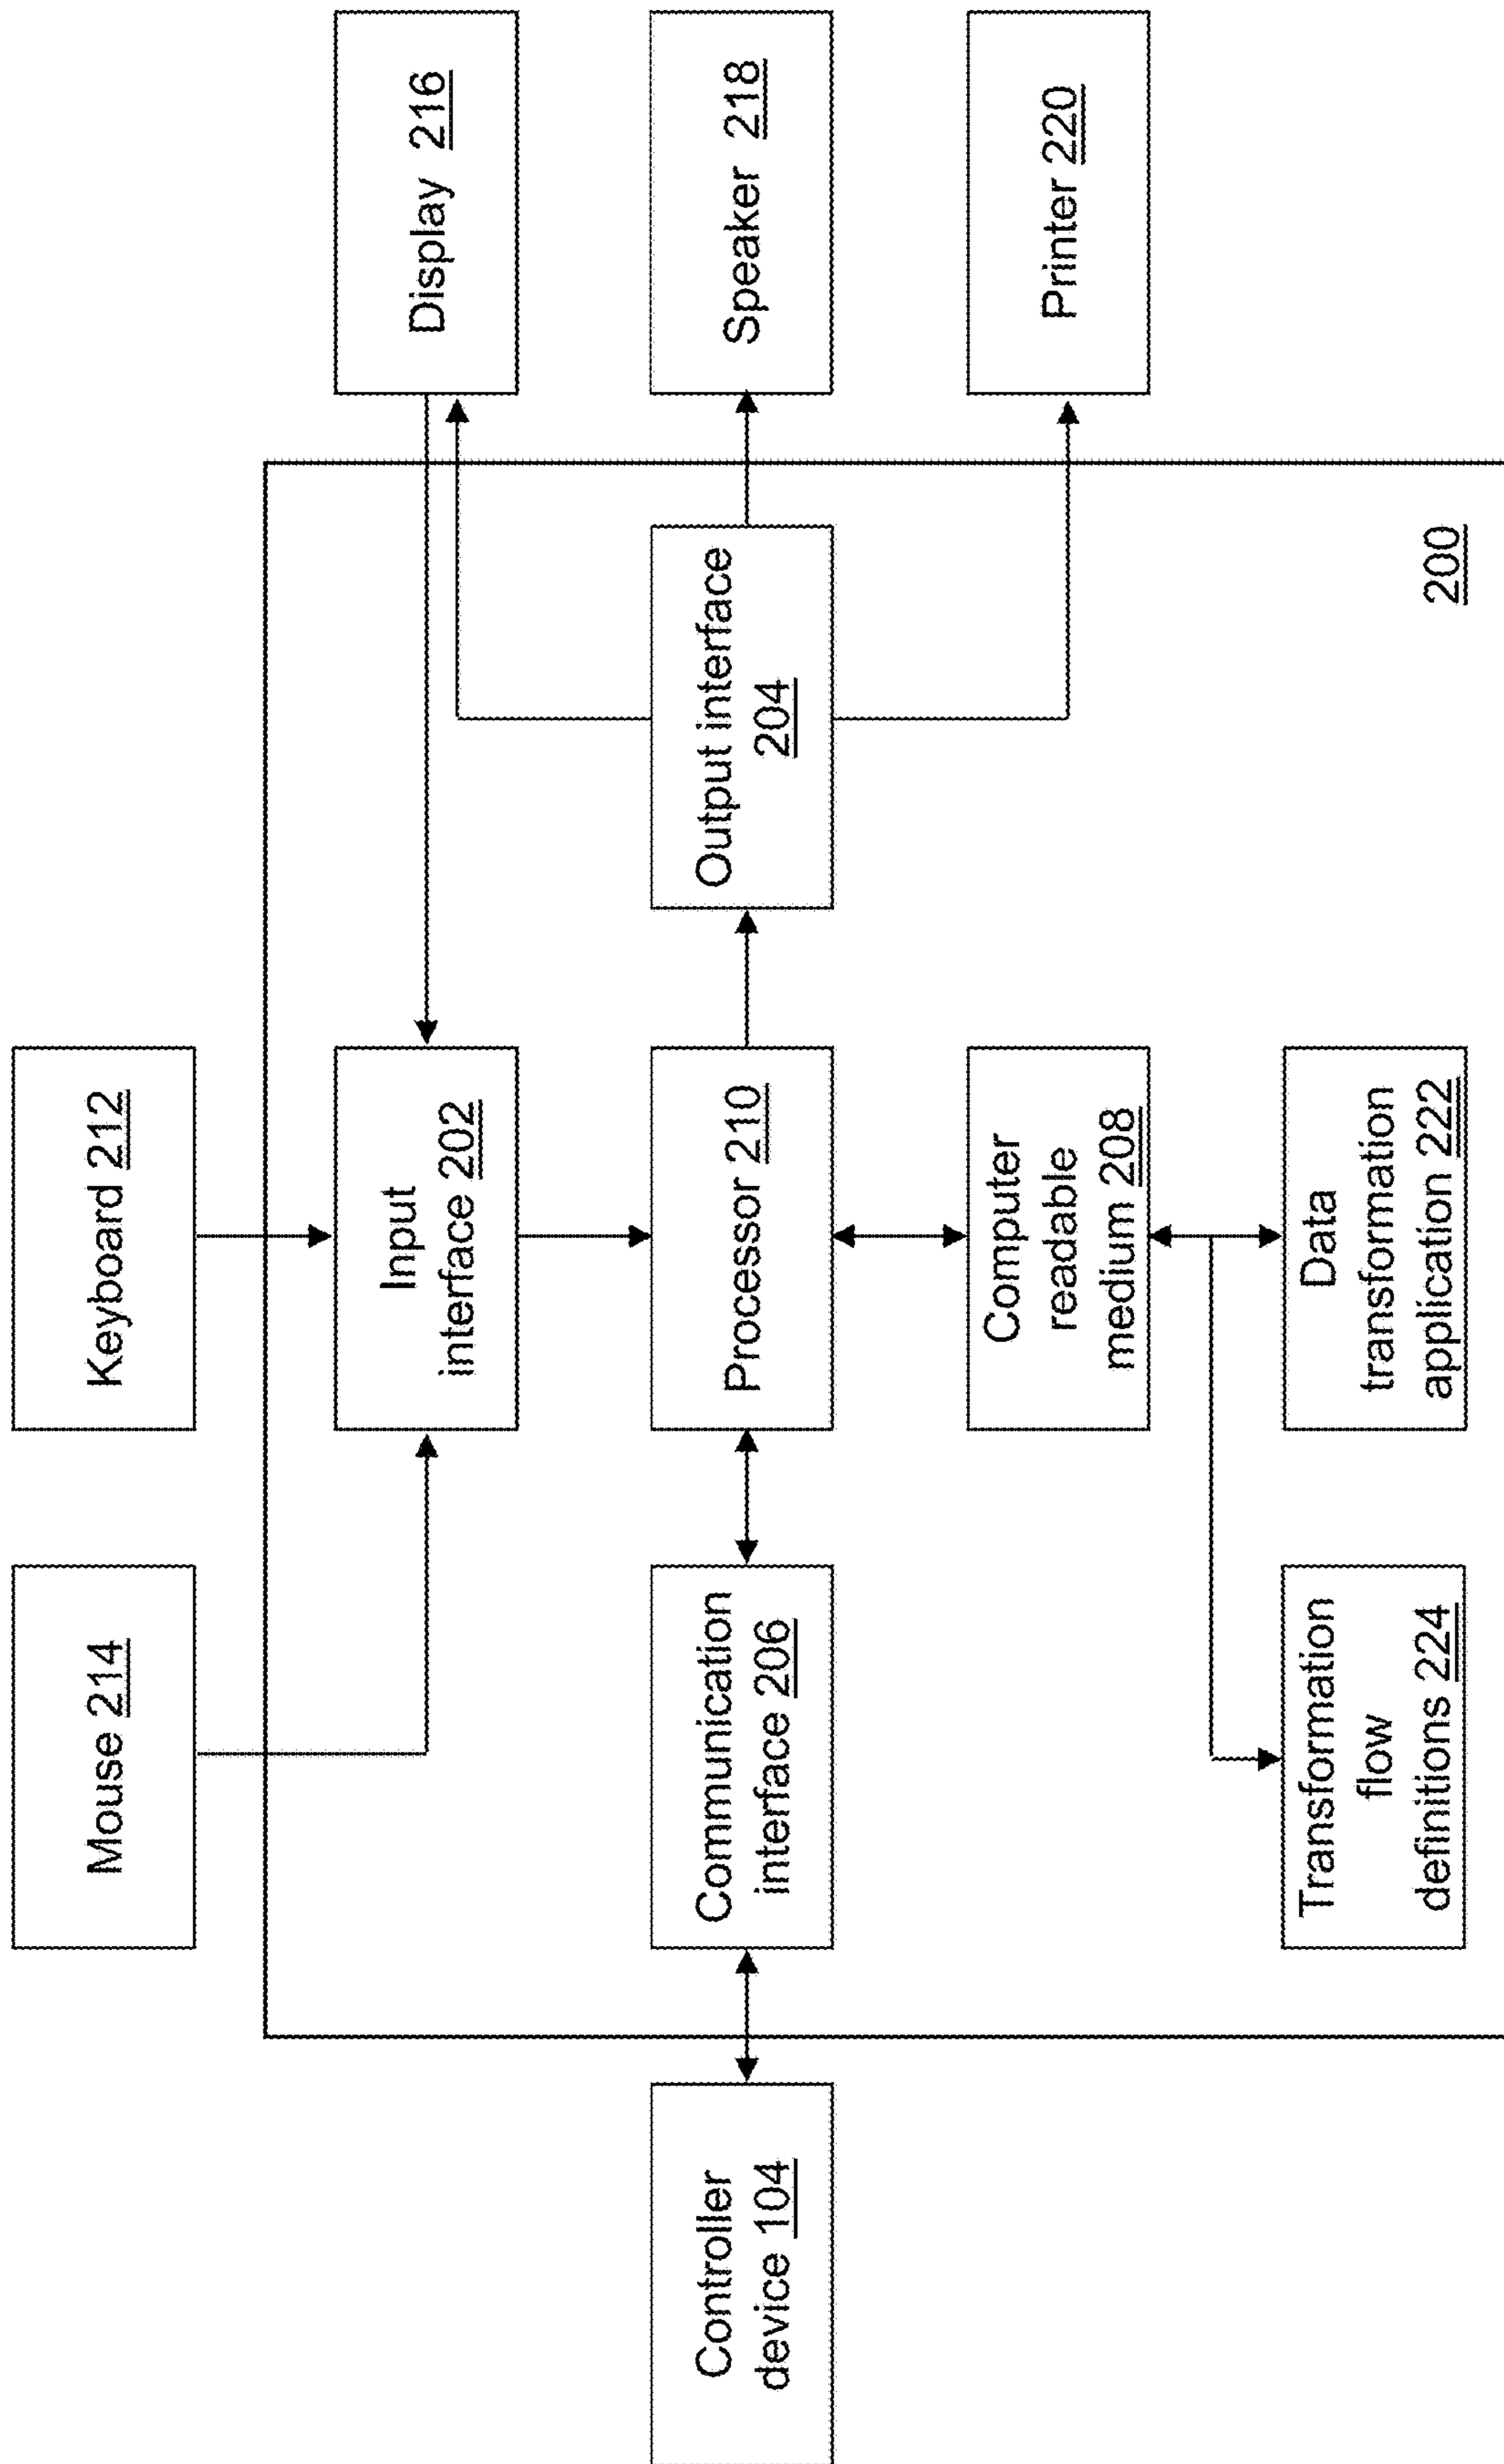 Mouse 214
Keyboard 212
Input
interface 202
Display 216
Controller
device 104
Communication
interface 206
Processor 210
Output interface
204
Speaker 218
Computer
readable
medium 208
Printer 220
Transformation
flow
definitions 224
Data
transformation
application 222
200